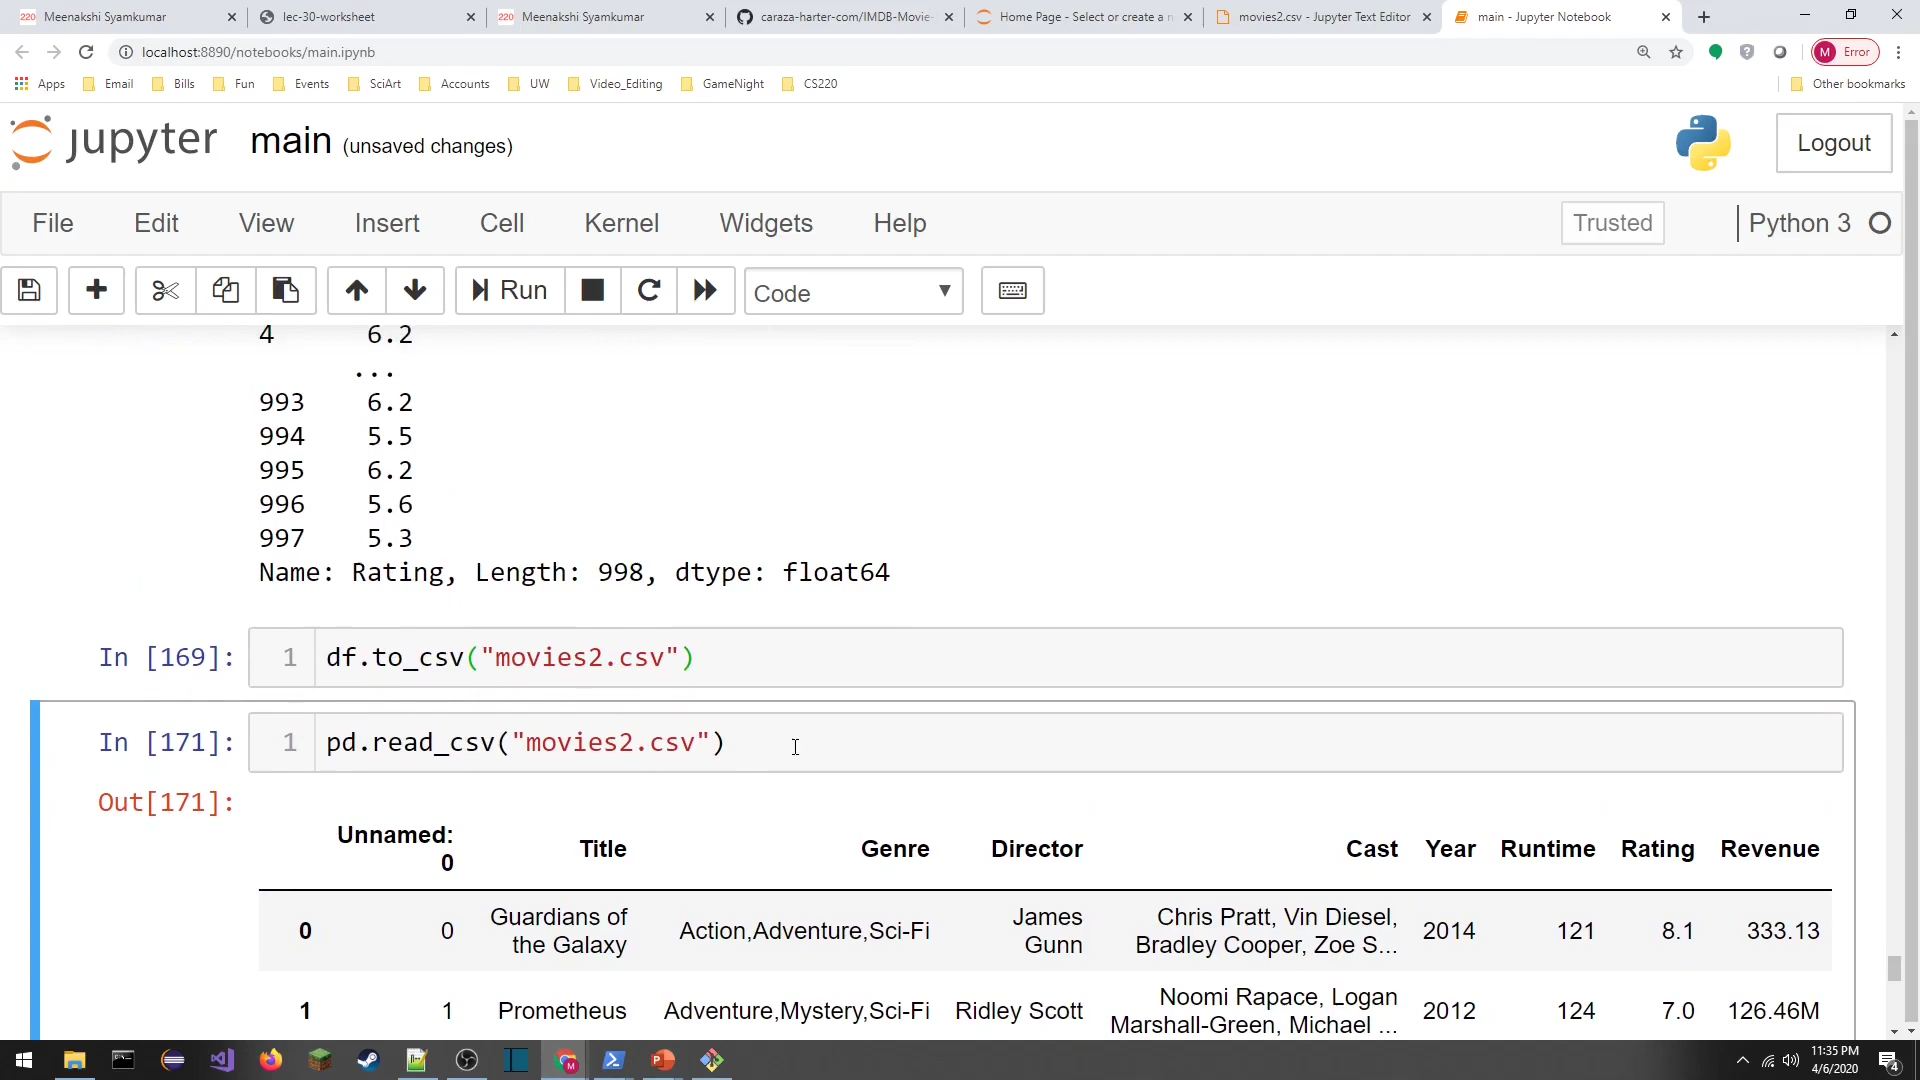 220 Meenakshi Syamkumar
lec-30-worksheet
220 Meenakshi Syamkumar
caraza-harter-com/IMDB-Movie-
Home Page - Select or create a n
movies2.csv - Jupyter Text Editor
main - Jupyter Notebook
localhost:8890/notebooks/main.ipynb
M Error
Apps Email Bills Fun Events SciArt Accounts UW Video_Editing GameNight CS220 Other bookmarks
jupyter main (unsaved changes)
Logout
File Edit View Insert Cell Kernel Widgets Help Trusted Python 3
Run Code
4 6.2
...
993 6.2
994 5.5
995 6.2
996 5.6
997 5.3
Name: Rating, Length: 998, dtype: float64
In [169]: 1 df.to_csv("movies2.csv")
In [171]: 1 pd.read_csv("movies2.csv")
Out[171]:
Unnamed: 0 Title Genre Director Cast Year Runtime Rating Revenue
0 0 Guardians of the Galaxy Action,Adventure,Sci-Fi James Gunn Chris Pratt, Vin Diesel, Bradley Cooper, Zoe S... 2014 121 8.1 333.13
1 1 Prometheus Adventure,Mystery,Sci-Fi Ridley Scott Noomi Rapace, Logan Marshall-Green, Michael ... 2012 124 7.0 126.46M
11:35 PM
4/6/2020
4